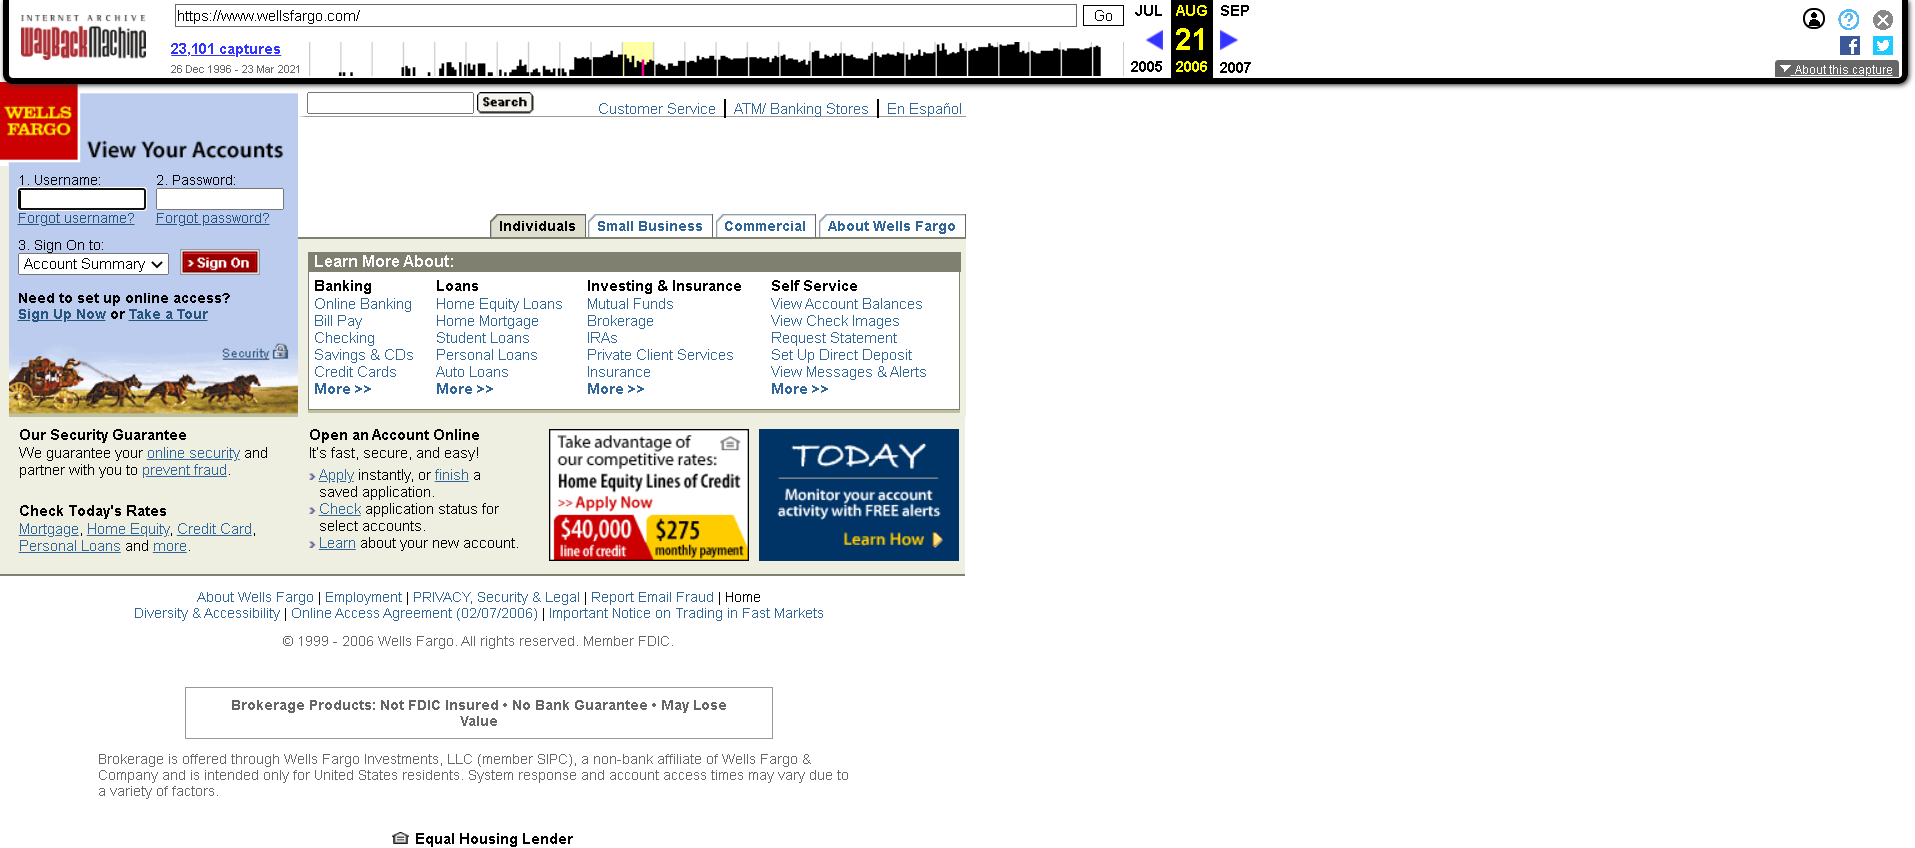 INTERNET ARCHIVE
WayBackMachine
https://www.wellsfargo.com/
Go
23,101 captures
26 Dec 1996 - 23 Mar 2021
JUL AUG SEP
21
2005 2006 2007
f
About this capture
WELLS
FARGO
Search
Customer Service | ATM/ Banking Stores | En Español
View Your Accounts
1. Username:
2. Password:
Forgot username?
Forgot password?
3. Sign On to:
Account Summary
Sign On
Need to set up online access?
Sign Up Now or Take a Tour
Security
Individuals
Small Business
Commercial
About Wells Fargo
Learn More About:
Banking
Online Banking
Bill Pay
Checking
Savings & CDs
Credit Cards
More >>
Loans
Home Equity Loans
Home Mortgage
Student Loans
Personal Loans
Auto Loans
More >>
Investing & Insurance
Mutual Funds
Brokerage
IRAs
Private Client Services
Insurance
More >>
Self Service
View Account Balances
View Check Images
Request Statement
Set Up Direct Deposit
View Messages & Alerts
More >>
Our Security Guarantee
We guarantee your online security and
partner with you to prevent fraud.
Check Today's Rates
Mortgage, Home Equity, Credit Card,
Personal Loans and more.
Open an Account Online
It's fast, secure, and easy!
Apply instantly, or finish a
saved application.
Check application status for
select accounts.
Learn about your new account.
Take advantage of
our competitive rates:
Home Equity Lines of Credit
>> Apply Now
$40,000
line of credit
$275
monthly payment
TODAY
Monitor your account
activity with FREE alerts
Learn How
About Wells Fargo | Employment | PRIVACY, Security & Legal | Report Email Fraud | Home
Diversity & Accessibility | Online Access Agreement (02/07/2006) | Important Notice on Trading in Fast Markets
© 1999 - 2006 Wells Fargo. All rights reserved. Member FDIC.
Brokerage Products: Not FDIC Insured • No Bank Guarantee • May Lose
Value
Brokerage is offered through Wells Fargo Investments, LLC (member SIPC), a non-bank affiliate of Wells Fargo &
Company and is intended only for United States residents. System response and account access times may vary due to
a variety of factors.
Equal Housing Lender